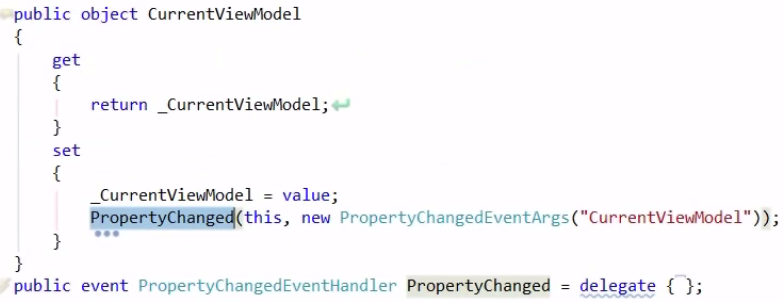 public object CurrentViewModel
{
get
{
return _CurrentViewModel;
}
set
{
_CurrentViewModel = value;
PropertyChanged(this, new PropertyChangedEventArgs("CurrentViewModel"));
}
}
public event PropertyChangedEventHandler PropertyChanged = delegate { };